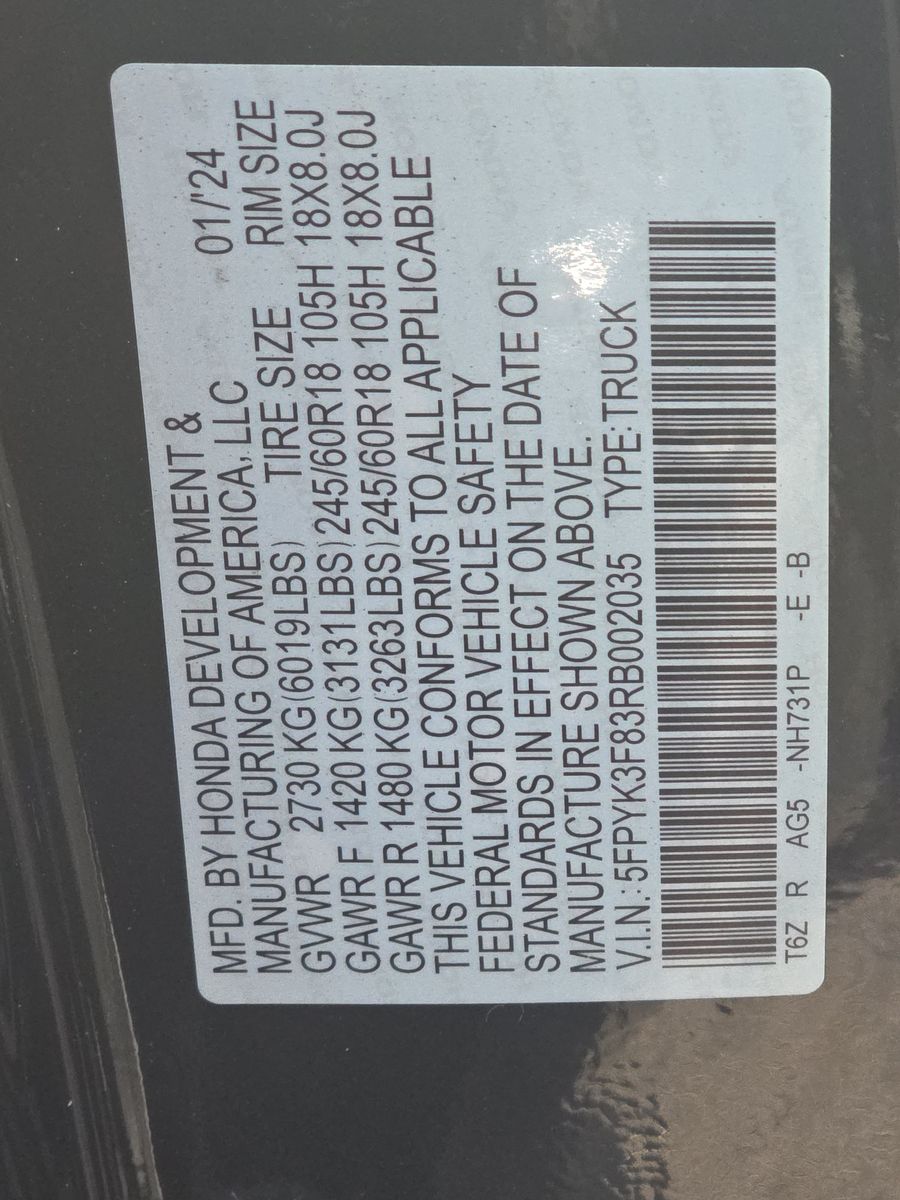 MFD. BY HONDA DEVELOPMENT &
MANUFACTURING OF AMERICA, LLC 01/'24
TIRE SIZE RIM SIZE
GVWR 2730 KG (6019LBS)
GAWR F 1420 KG (3131LBS) 245/60R18 105H 18X8.0J
GAWR R 1480 KG (3263LBS) 245/60R18 105H 18X8.0J
THIS VEHICLE CONFORMS TO ALL APPLICABLE
FEDERAL MOTOR VEHICLE SAFETY
STANDARDS IN EFFECT ON THE DATE OF
MANUFACTURE SHOWN ABOVE.
V.I.N.: 5FPYK3F83RB002035 TYPE: TRUCK
T6Z R AG5 -NH731P -E -B